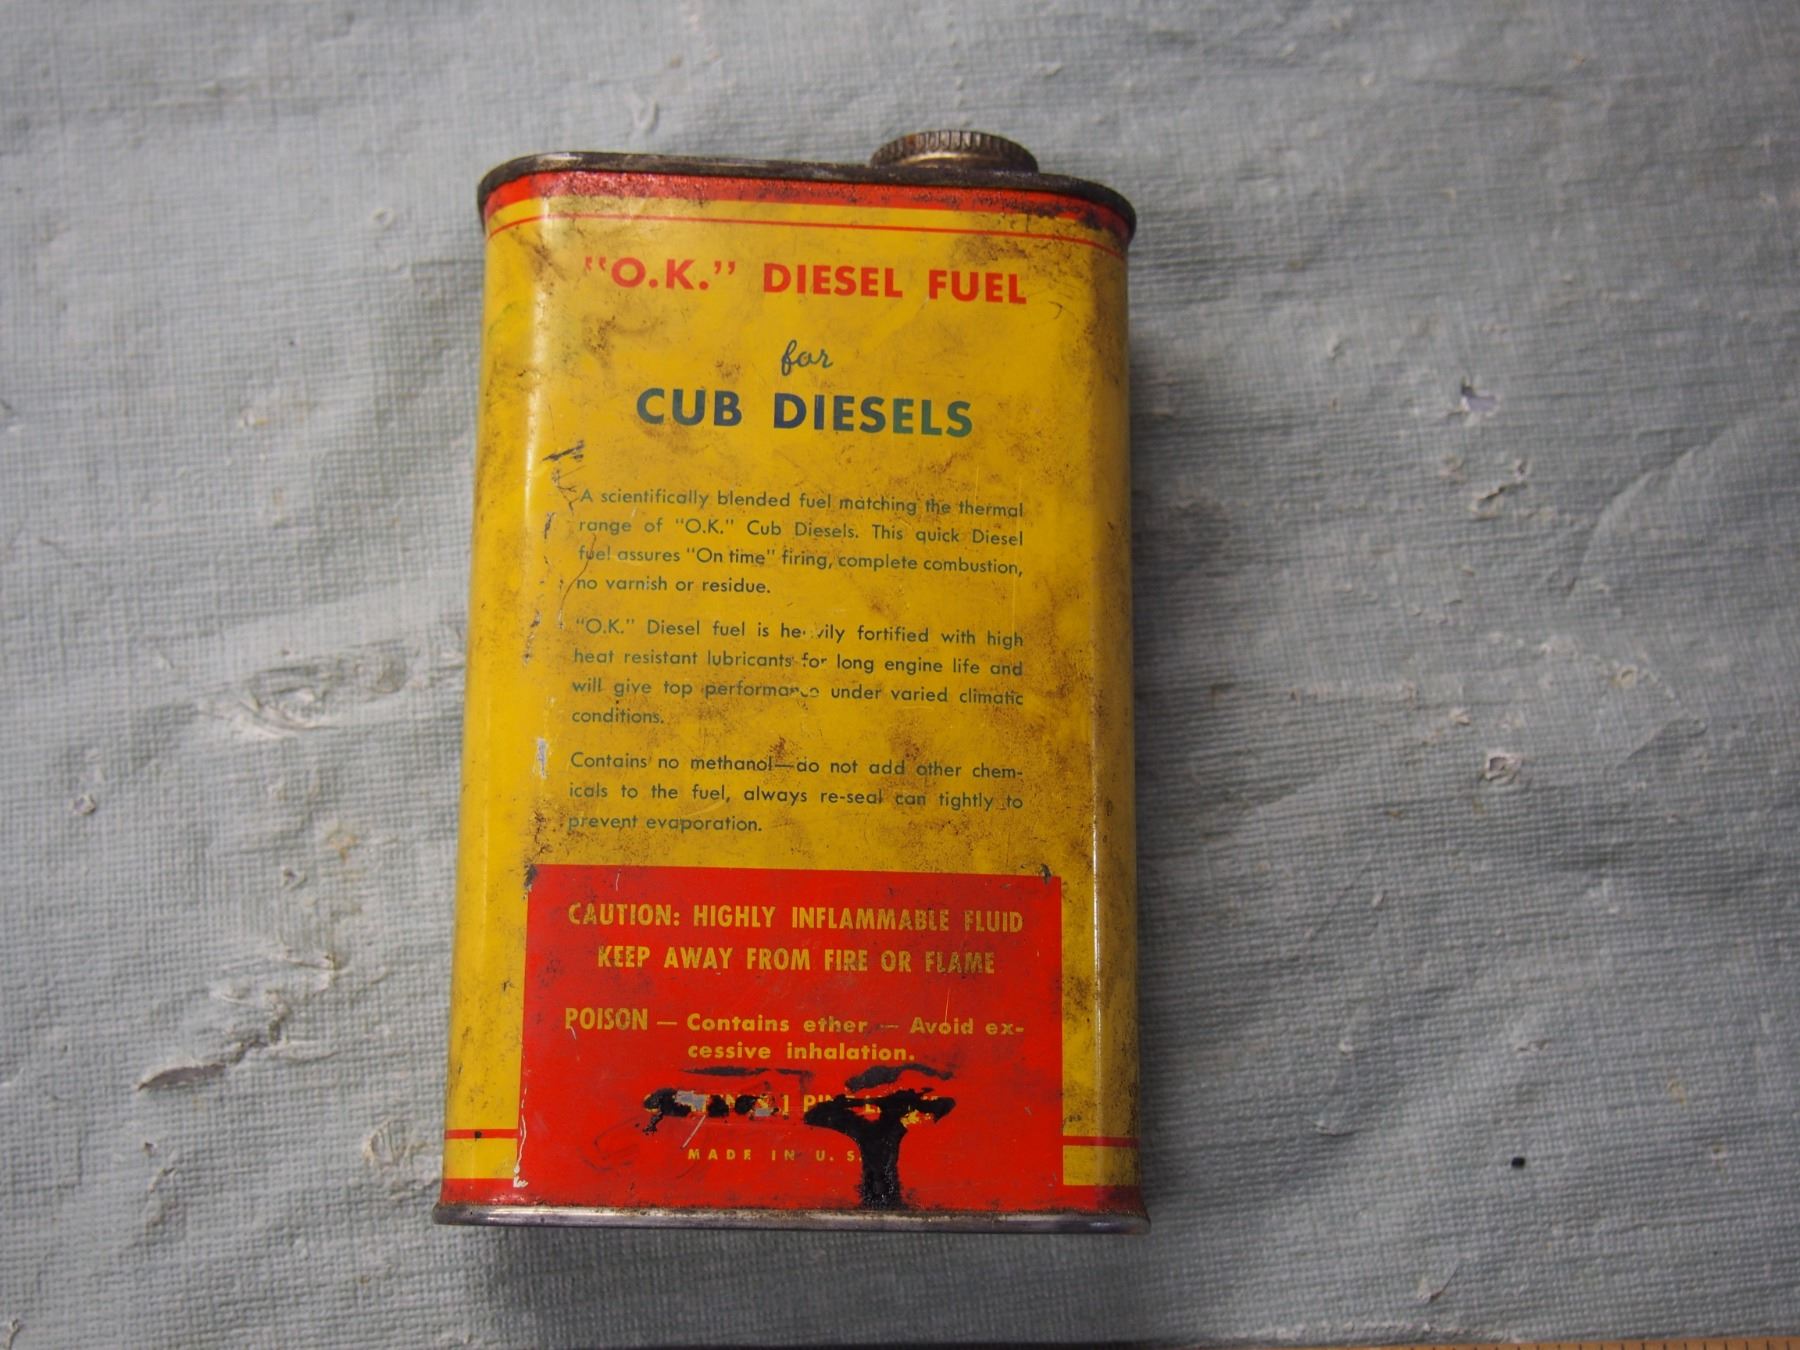 "O.K." DIESEL FUEL
for
CUB DIESELS
A scientifically blended fuel matching the thermal
range of "O.K." Cub Diesels. This quick Diesel
fuel assures "On time" firing, complete combustion,
no varnish or residue.
"O.K." Diesel fuel is heavily fortified with high
heat resistant lubricants for long engine life and
will give top performance under varied climatic
conditions.
Contains no methanol—do not add other chem-
icals to the fuel, always re-seal can tightly to
prevent evaporation.
CAUTION: HIGHLY INFLAMMABLE FLUID
KEEP AWAY FROM FIRE OR FLAME
POISON — Contains ether — Avoid ex-
cessive inhalation.
1
MADE IN U. S.